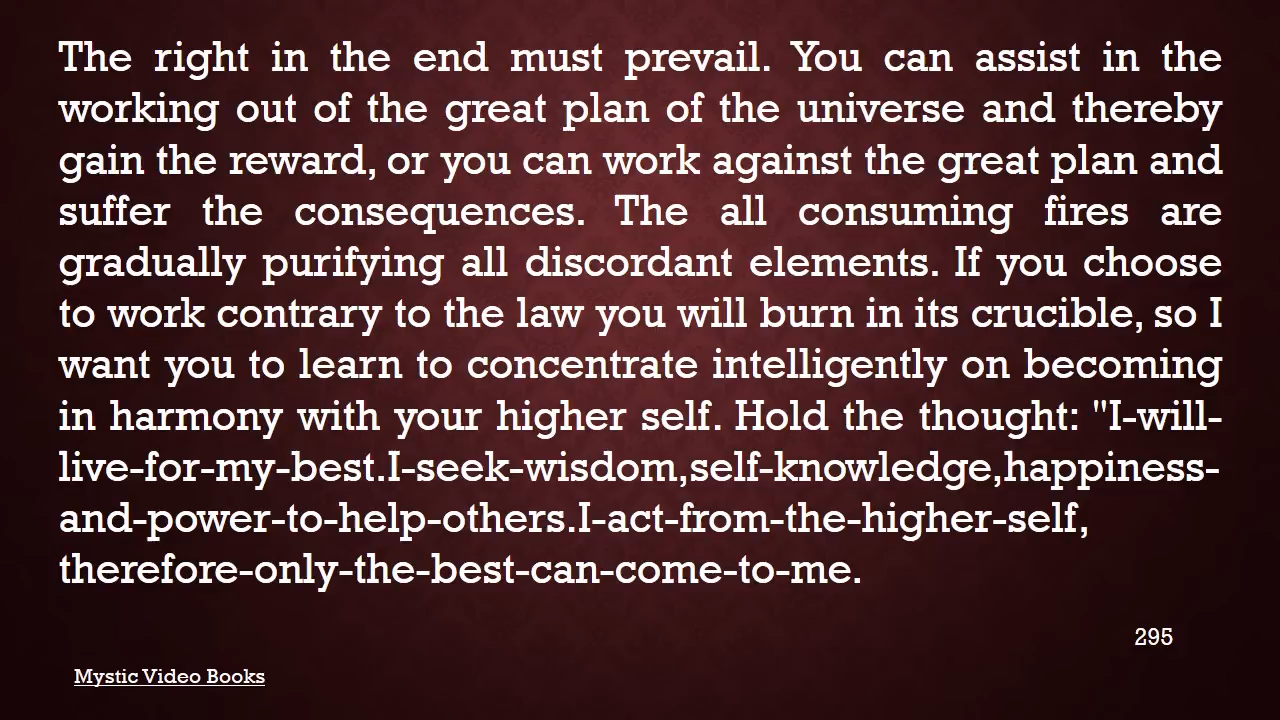 The right in the end must prevail. You can assist in the
working out of the great plan of the universe and thereby
gain the reward, or you can work against the great plan and
suffer the consequences. The all consuming fires are
gradually purifying all discordant elements. If you choose
to work contrary to the law you will burn in its crucible, so I
want you to learn to concentrate intelligently on becoming
in harmony with your higher self. Hold the thought: "I-will-
live-for-my-best.I-seek-wisdom,self-knowledge,happiness-
and-power-to-help-others.I-act-from-the-higher-self,
therefore-only-the-best-can-come-to-me.
295
Mystic Video Books